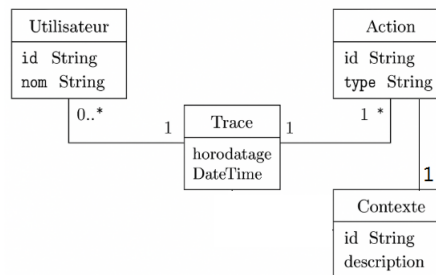 Utilisateur
id String
nom String
0..*
1
Trace
horodatage
DateTime
1
Action
id String
type String
1 *
1
Contexte
id String
description